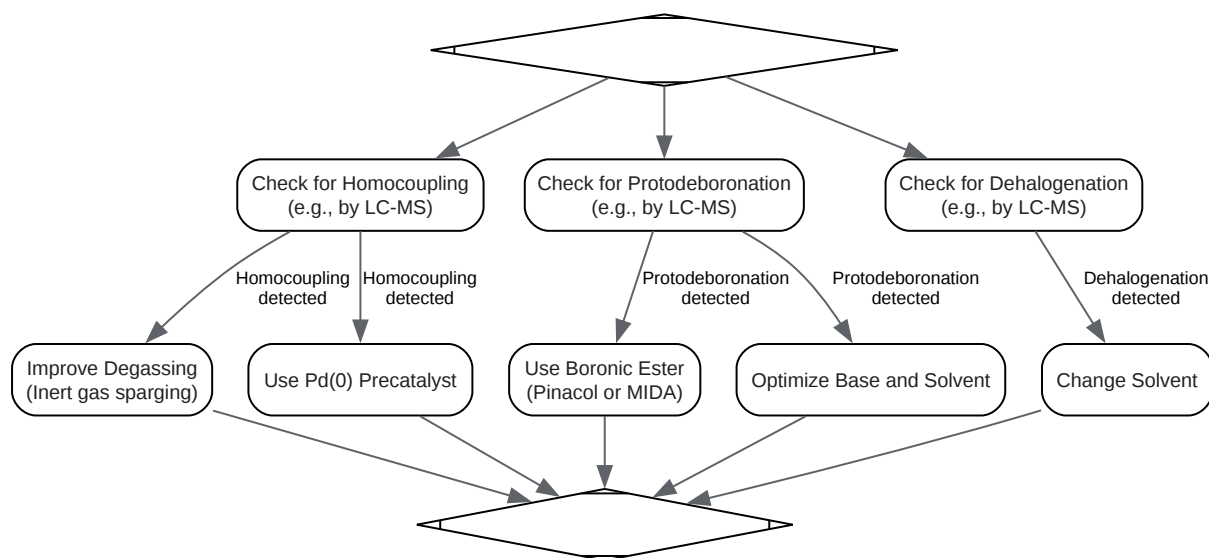 Check for Homocoupling
(e.g., by LC-MS)
Check for Protodeboronation
(e.g., by LC-MS)
Check for Dehalogenation
(e.g., by LC-MS)
Homocoupling
detected
Homocoupling
detected
Protodeboronation
detected
Protodeboronation
detected
Dehalogenation
detected
Improve Degassing
(Inert gas sparging)
Use Pd(0) Precatalyst
Use Boronic Ester
(Pinacol or MIDA)
Optimize Base and Solvent
Change Solvent